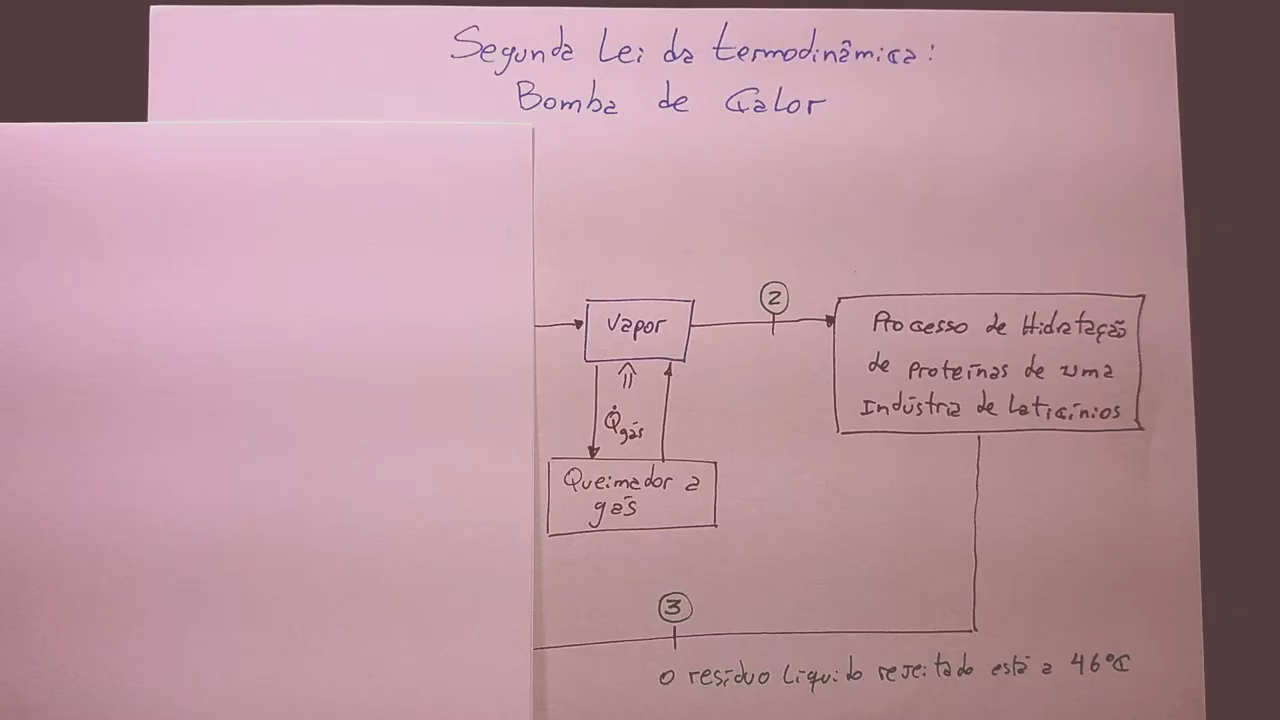 Segunda Lei da termodinâmica:
Bomba de Calor
2
Vapor
Processo de Hidratação
de proteínas de uma
Indústria de Laticínios
Q̇gás
Queimador a
gás
3
O resíduo líquido rejeitado está a 46°C